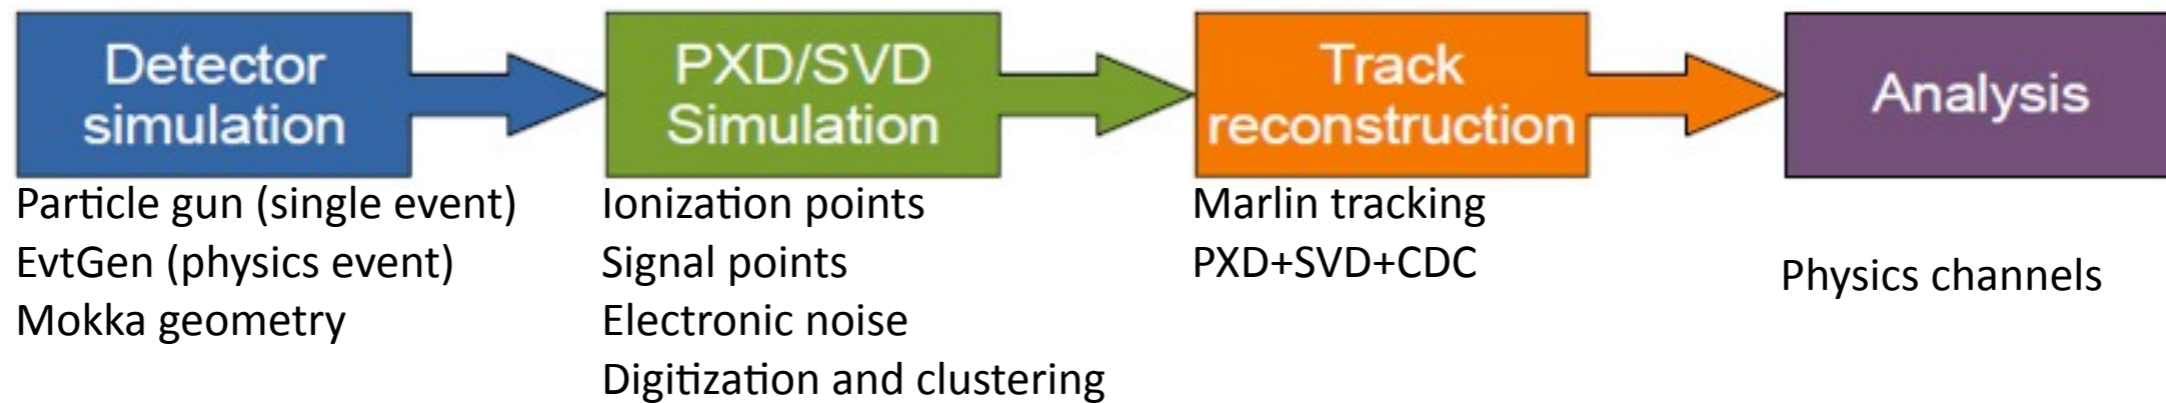 Detector
simulation
PXD/SVD
Simulation
Track
reconstruction
Analysis
Particle gun (single event)
EvtGen (physics event)
Mokka geometry
Ionization points
Signal points
Electronic noise
Digitization and clustering
Marlin tracking
PXD+SVD+CDC
Physics channels